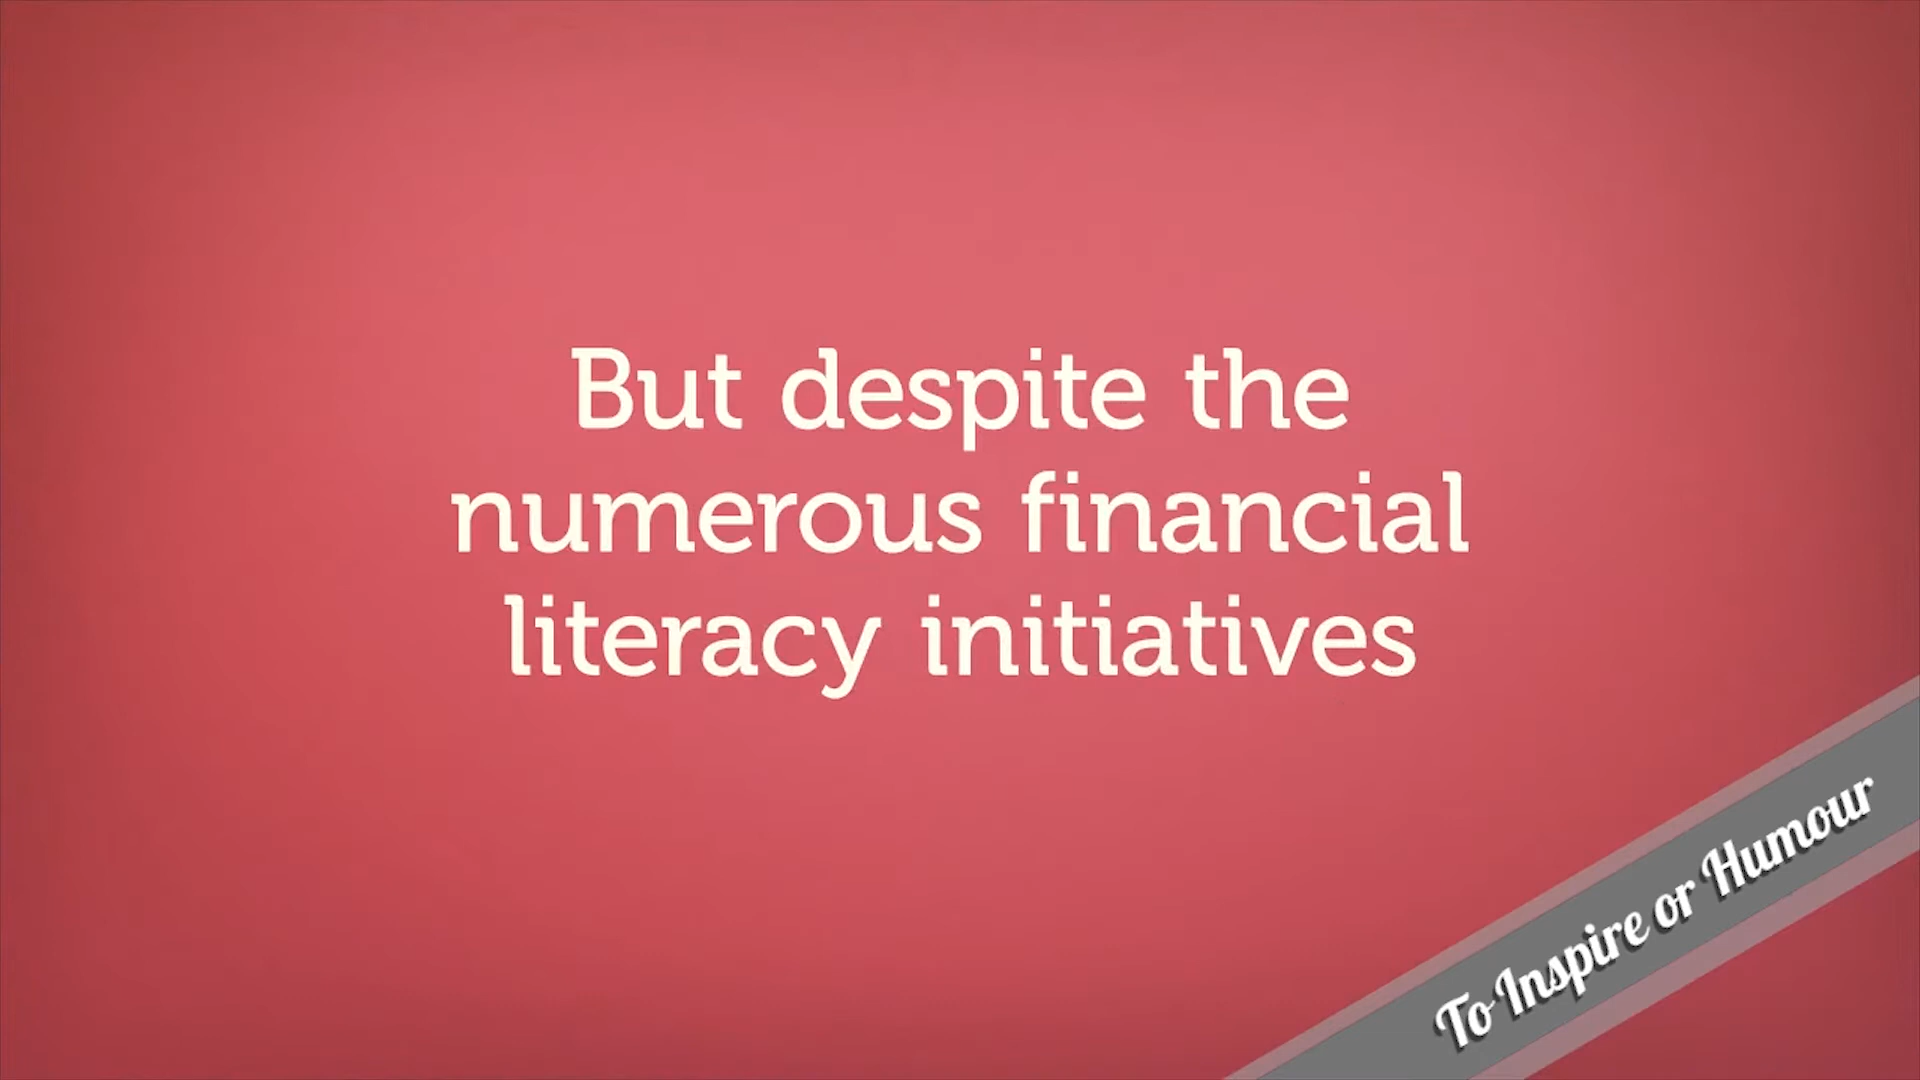 But despite the
numerous financial
literacy initiatives
To Inspire or Humour